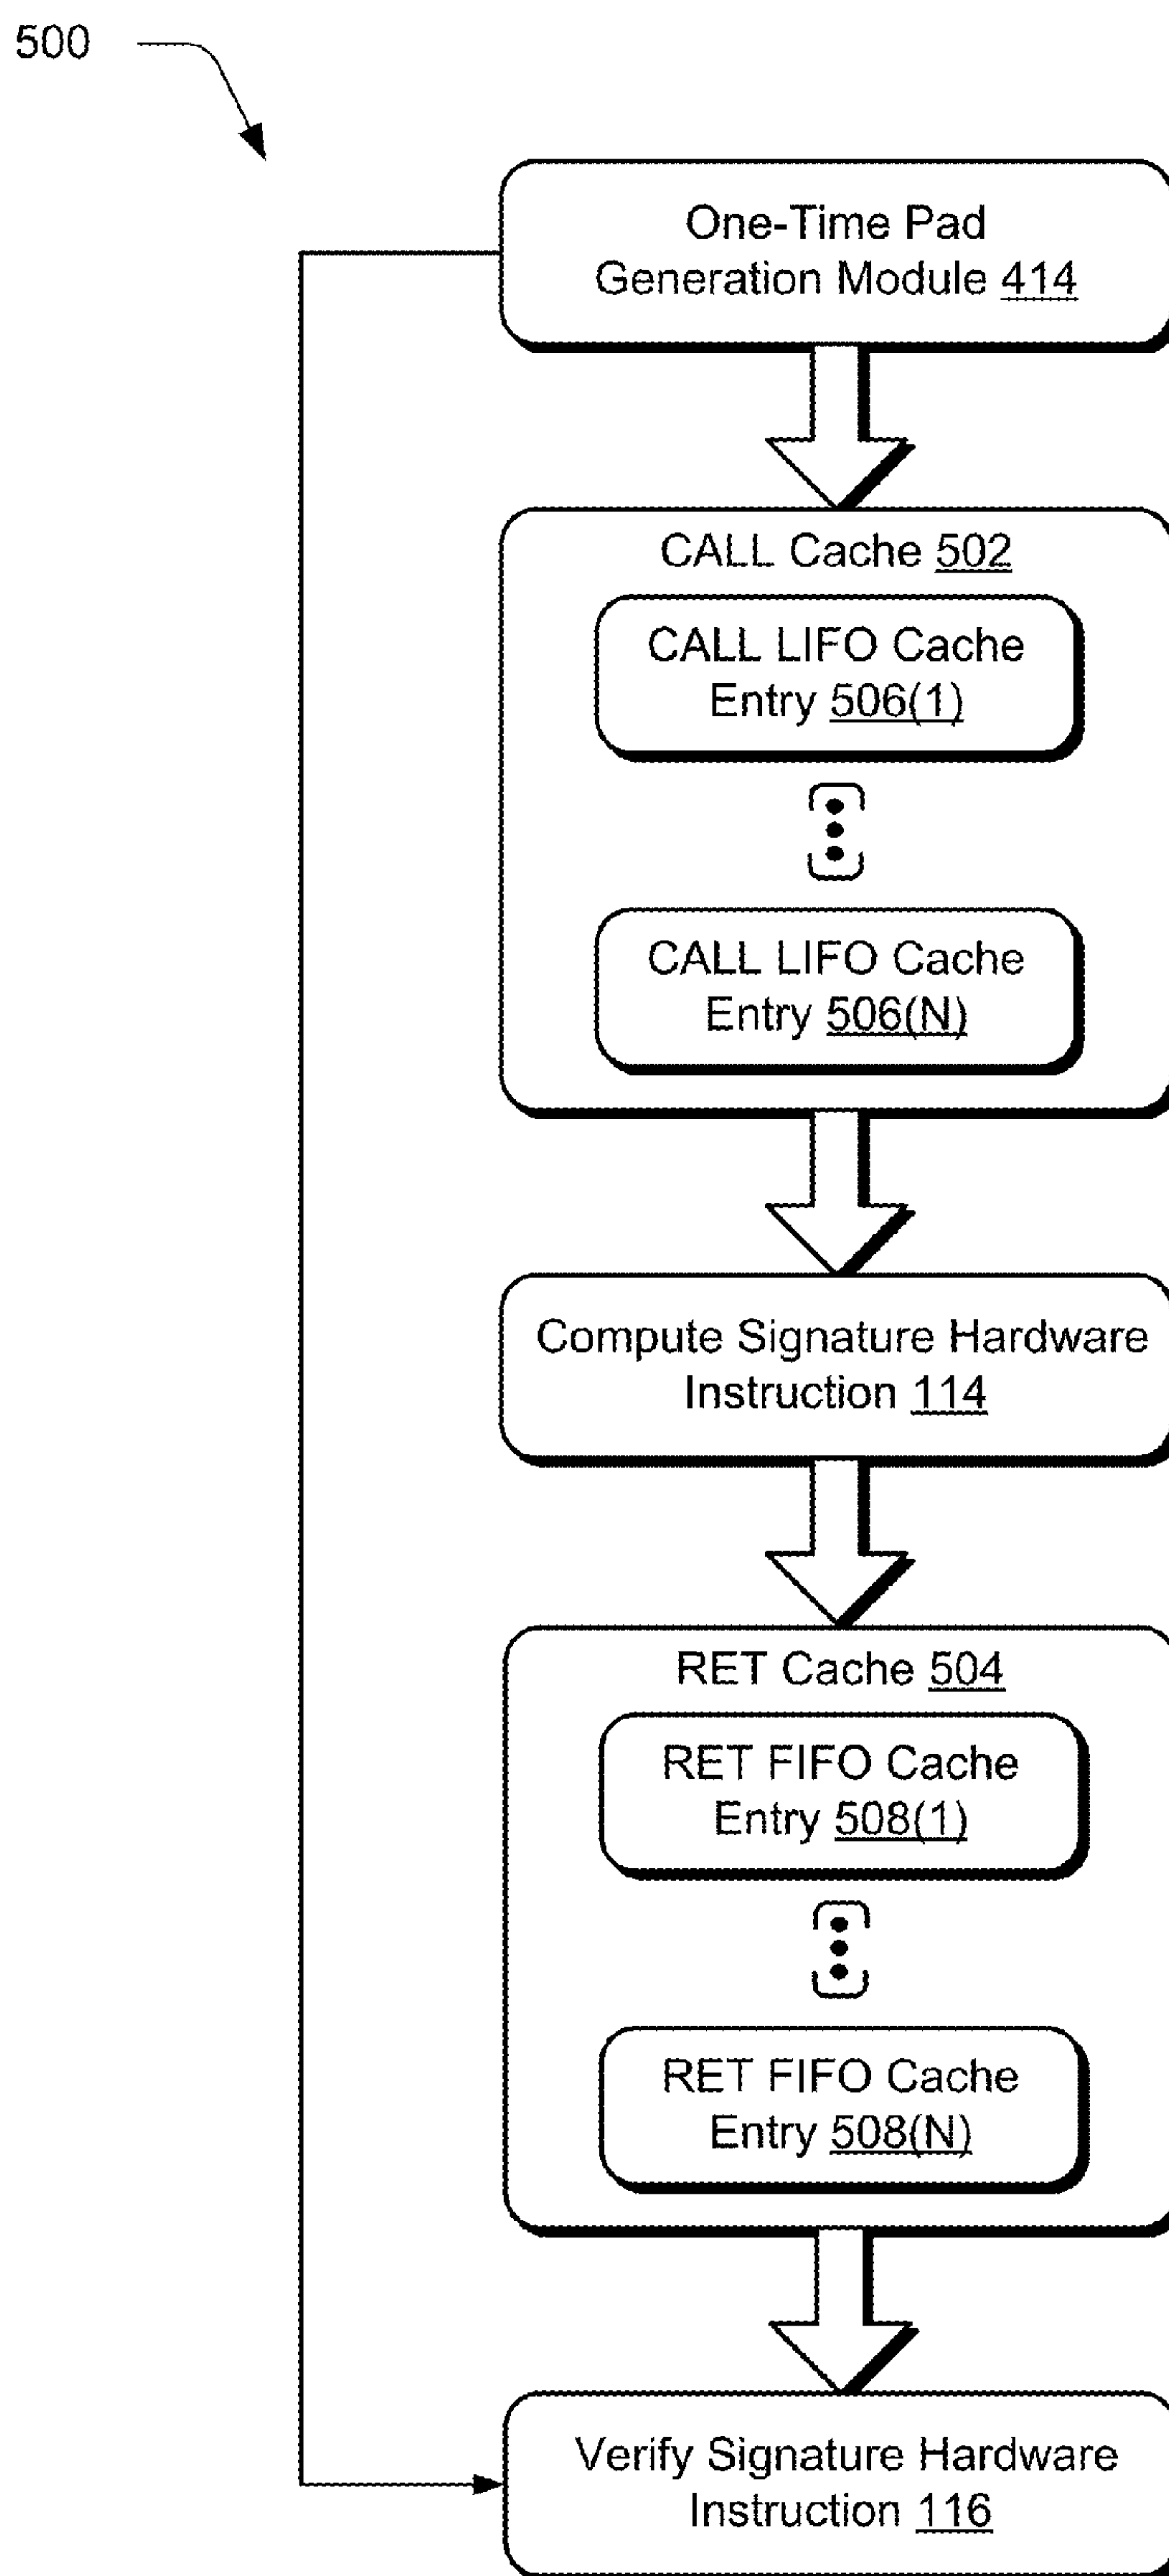 500
One-Time Pad
Generation Module 414
CALL Cache 502
CALL LIFO Cache
Entry 506(1)
CALL LIFO Cache
Entry 506(N)
Compute Signature Hardware
Instruction 114
RET Cache 504
RET FIFO Cache
Entry 508(1)
RET FIFO Cache
Entry 508(N)
Verify Signature Hardware
Instruction 116